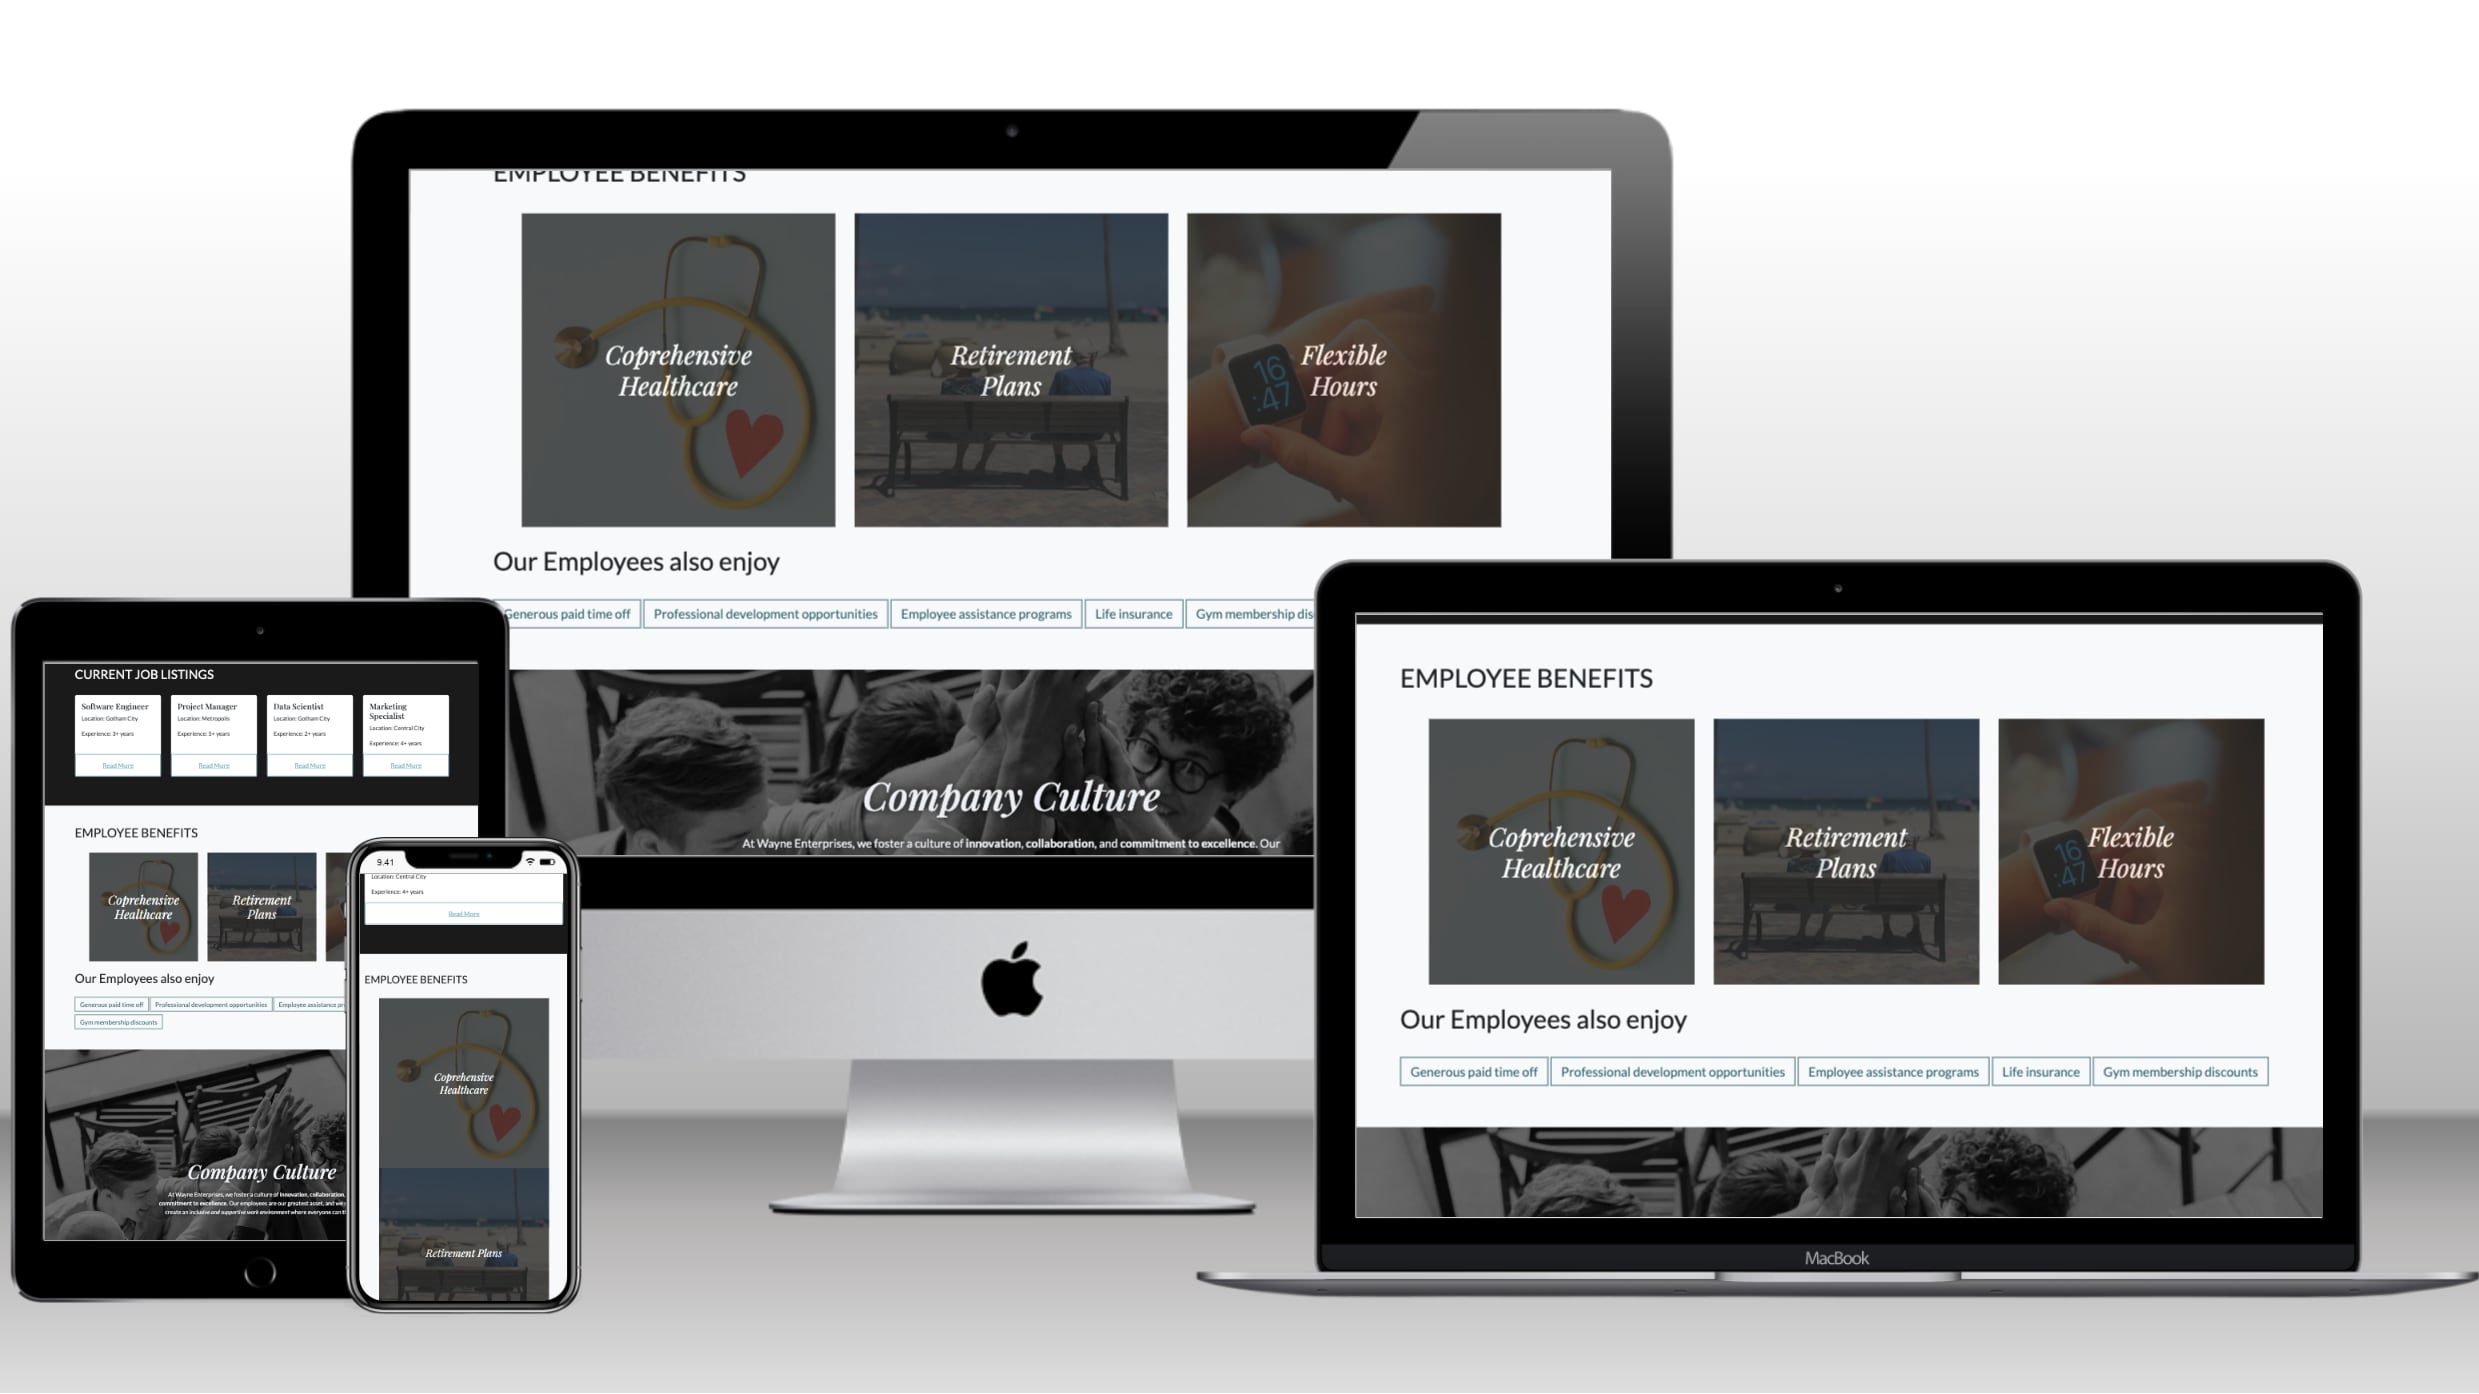 EMPLOYEE BENEFITS
Coprehensive
Healthcare
Retirement
Plans
Flexible
Hours
16
:47
Our Employees also enjoy
Generous paid time off
Professional development opportunities
Employee assistance programs
Life insurance
Gym membership dis
Company Culture
At Wayne Enterprises, we foster a culture of innovation, collaboration, and commitment to excellence. Our
CURRENT JOB LISTINGS
Software Engineer
Location: Gotham City
Experience: 3+ years
Read More
Project Manager
Location: Metropolis
Experience: 5+ years
Read More
Data Scientist
Location: Gotham City
Experience: 2+ years
Read More
Marketing
Specialist
Location: Central City
Experience: 4+ years
Read More
EMPLOYEE BENEFITS
Coprehensive
Healthcare
Retirement
Plans
Our Employees also enjoy
Generous paid time off
Professional development opportunities
Employee assistance
Gym membership discounts
Company Culture
At Wayne Enterprises, we foster a culture of innovation, collaboration,
commitment to excellence. Our employees are our greatest asset, and we
create an inclusive and supportive work environment where everyone can
9.41
Location: Central City
Experience: 4+ years
Read More
EMPLOYEE BENEFITS
Coprehensive
Healthcare
Retirement Plans
EMPLOYEE BENEFITS
Coprehensive
Healthcare
Retirement
Plans
Flexible
Hours
16
:47
Our Employees also enjoy
Generous paid time off
Professional development opportunities
Employee assistance programs
Life insurance
Gym membership discounts
MacBook